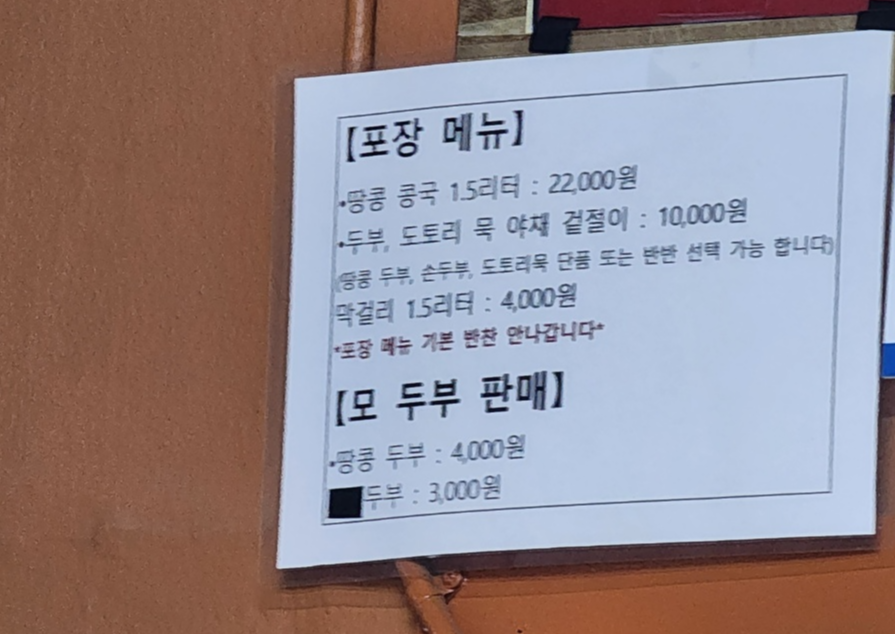 【포장 메뉴】
•땅콩 콩국 1.5리터 : 22,000원
•두부, 도토리 묵 야채 겉절이 : 10,000원
(땅콩 두부, 손두부, 도토리묵 단품 또는 반반 선택 가능 합니다)
막걸리 1.5리터 : 4,000원
*포장 메뉴 기본 반찬 안나갑니다*
【모 두부 판매】
•땅콩 두부 : 4,000원
두부 : 3,000원